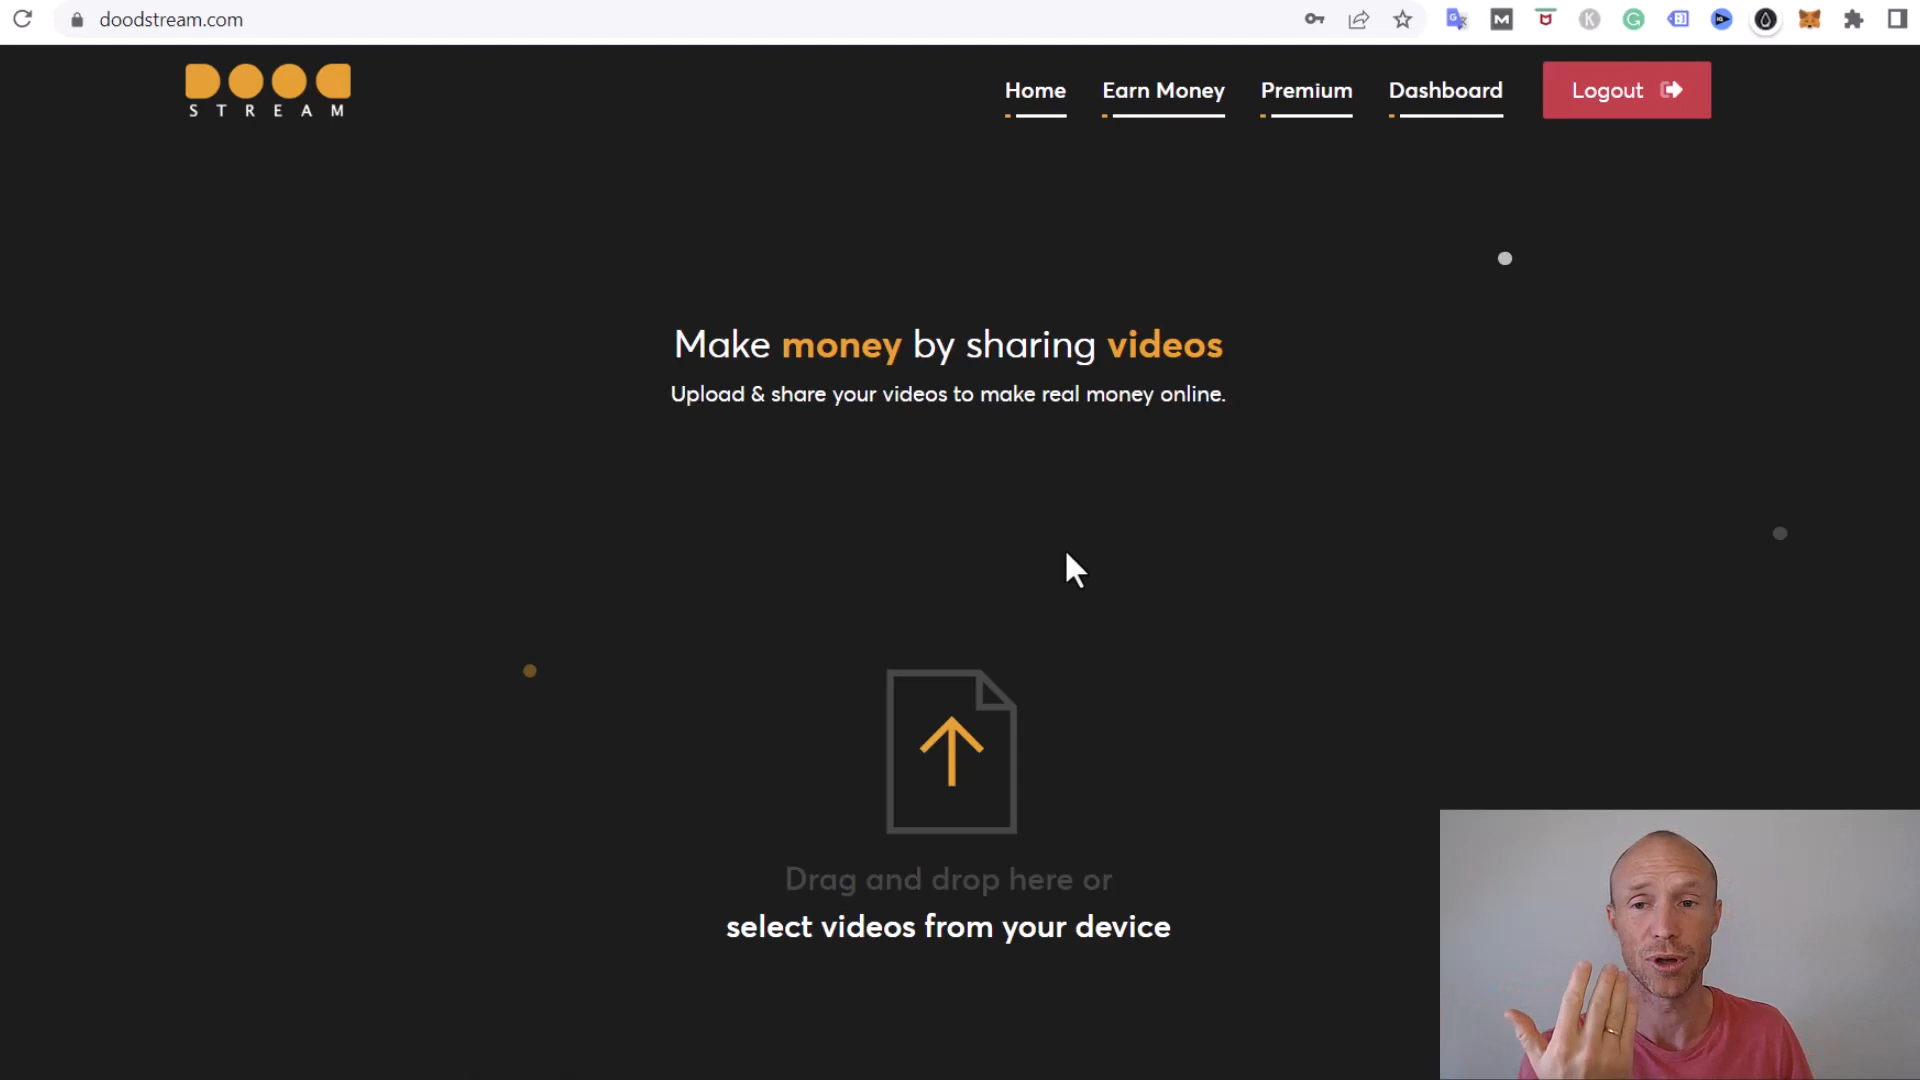 doodstream.com
DOOD
STREAM
Home
Earn Money
Premium
Dashboard
Logout
Make money by sharing videos
Upload & share your videos to make real money online.
Drag and drop here or
select videos from your device